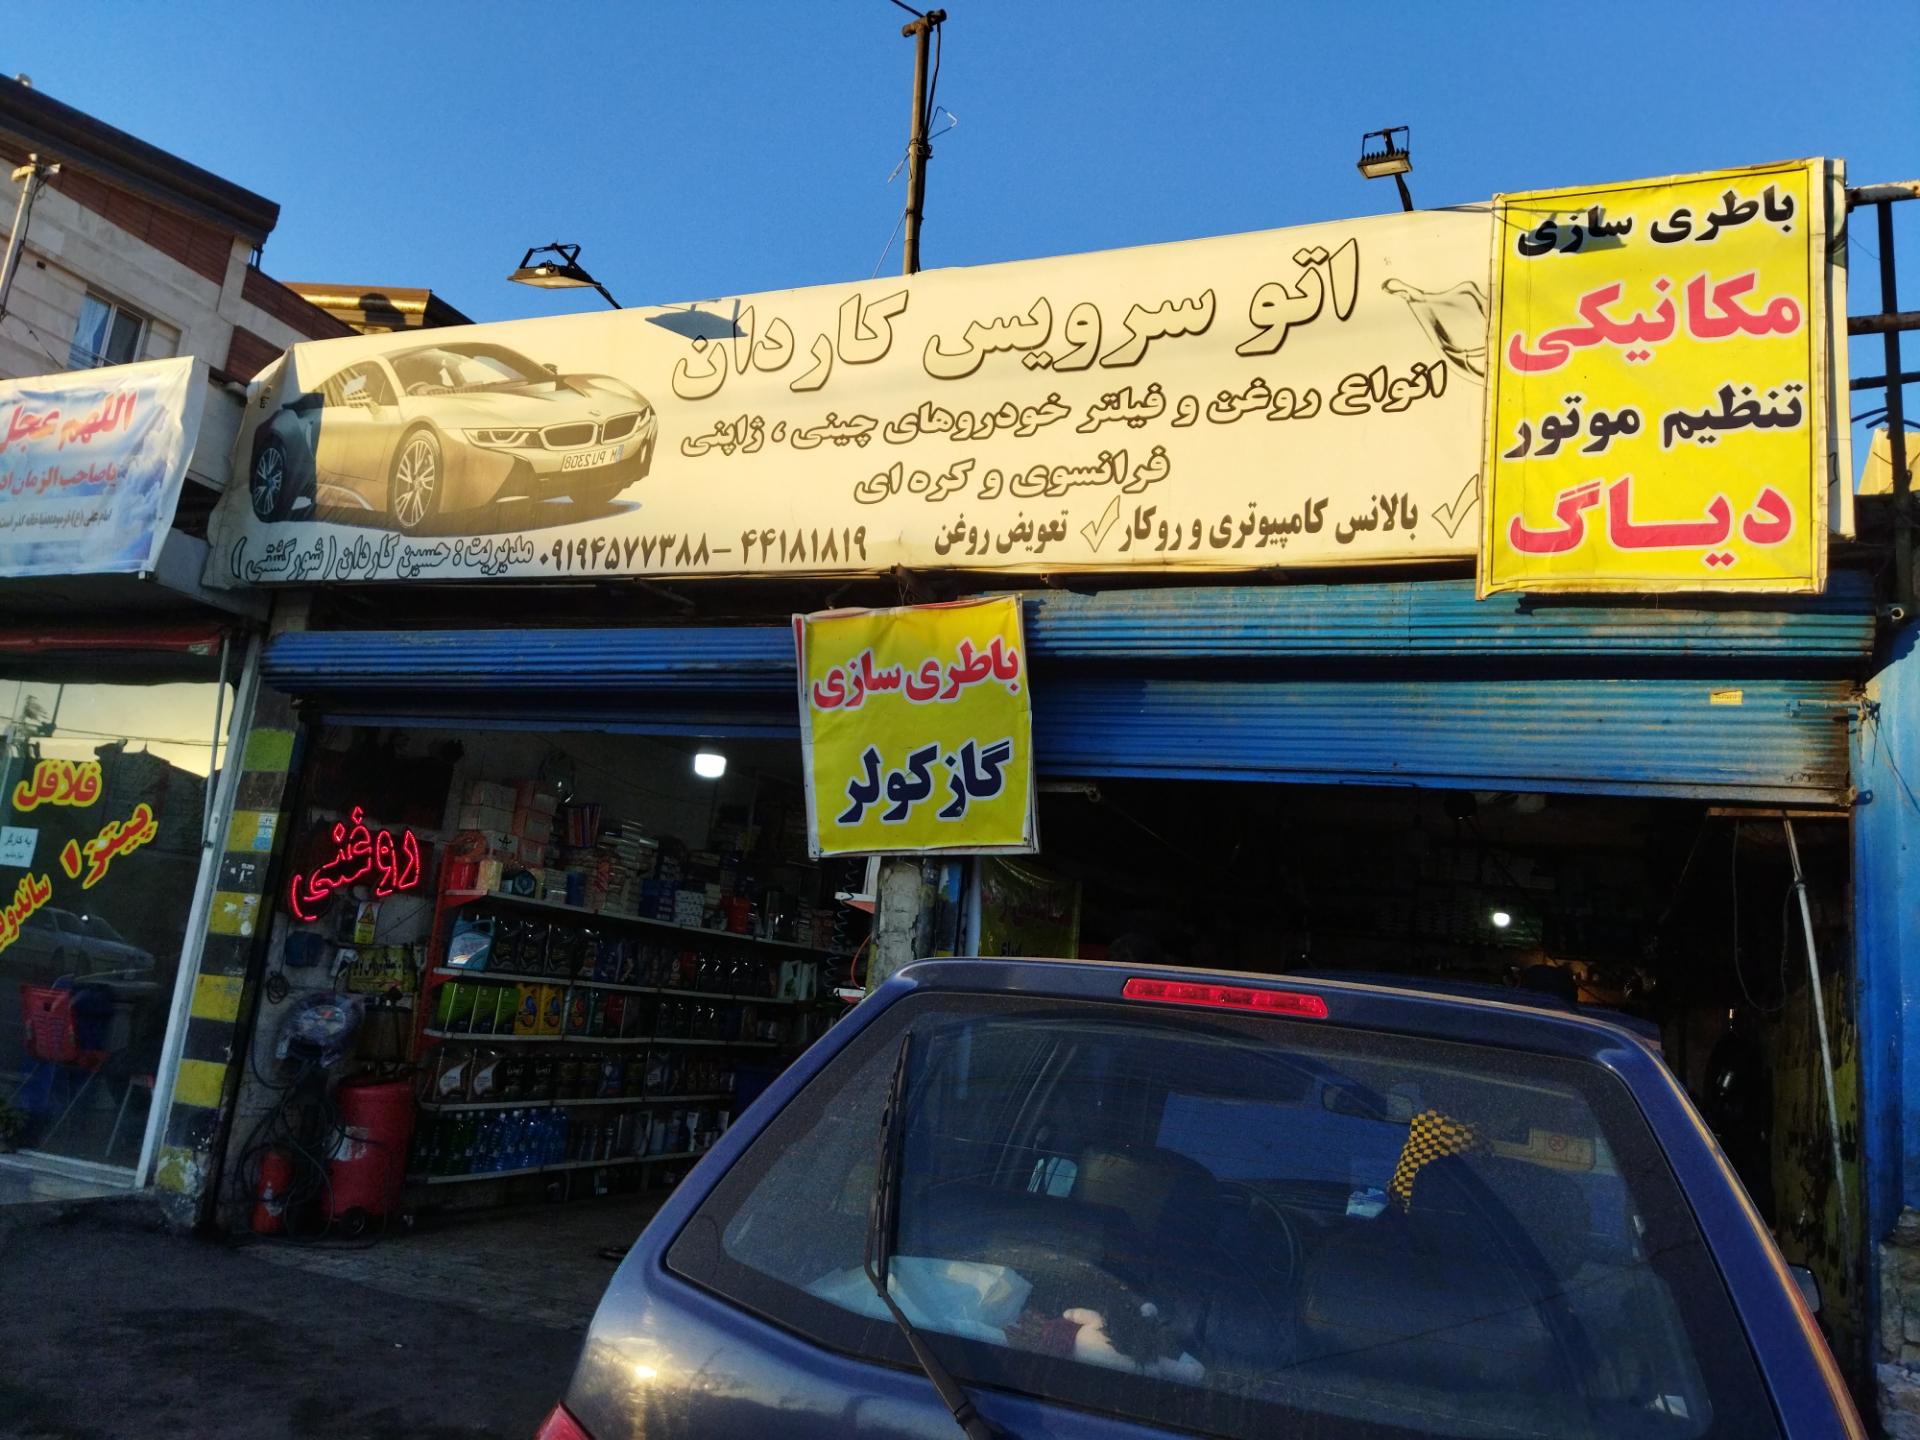 اتو سرویس کاردان
انواع روغن و فیلتر خودروهای چینی ، ژاپنی
فرانسوی و کره ای
بالانس کامپیوتری و روکار
تعویض روغن
۰۹۱۹۴۵۷۷۳۸۸ - ۴۴۱۸۱۸۱۹
مدیریت : حسین کاردان ( شورگشتی )
باطری سازی
مکانیکی
تنظیم موتور
دیاگ
باطری سازی
گاز کولر
روغنی
اللهم عجل
یاصاحب الزمان
فلافل
پیتزا